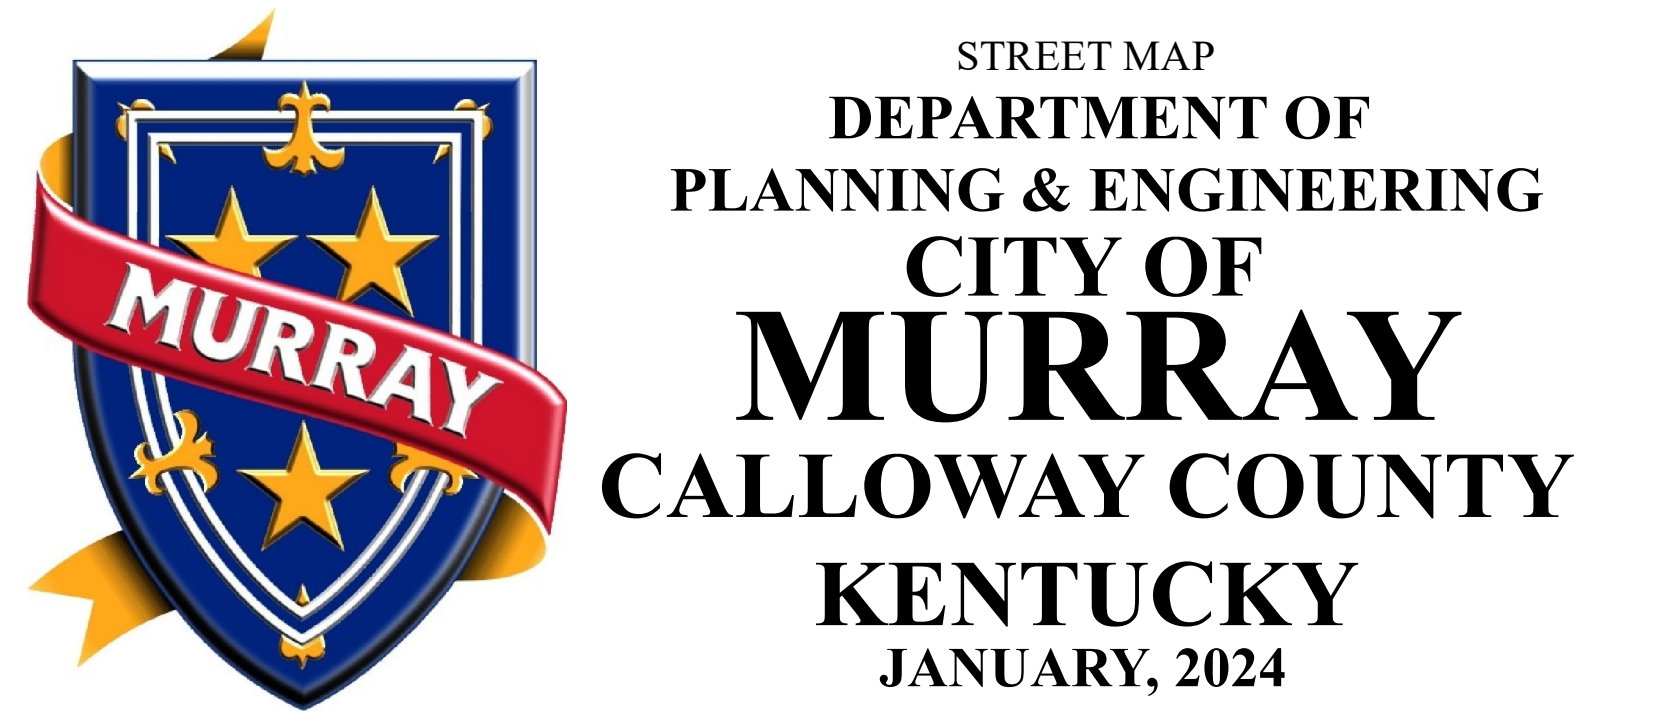 MURRAY
STREET MAP
DEPARTMENT OF
PLANNING & ENGINEERING
CITY OF
MURRAY
CALLOWAY COUNTY
KENTUCKY
JANUARY, 2024